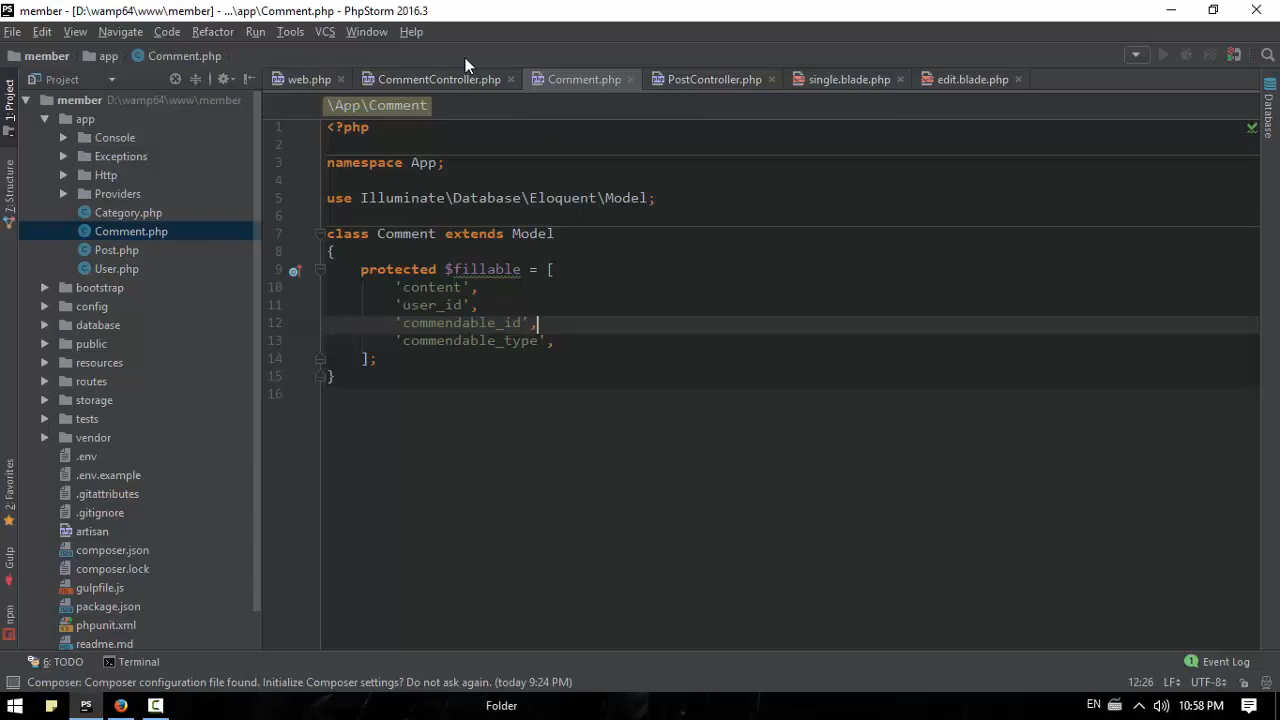 member - [D:\wamp64\www\member] - ...\app\Comment.php - PhpStorm 2016.3
File Edit View Navigate Code Refactor Run Tools VCS Window Help
member app Comment.php
Project web.php CommentController.php Comment.php PostController.php single.blade.php edit.blade.php
member D:\wamp64\www\member
app
Console
Exceptions
Http
Providers
Category.php
Comment.php
Post.php
User.php
bootstrap
config
database
public
resources
routes
storage
tests
vendor
.env
.env.example
.gitattributes
.gitignore
artisan
composer.json
composer.lock
gulpfile.js
package.json
phpunit.xml
readme.md
\App\Comment
1 <?php
2
3 namespace App;
4
5 use Illuminate\Database\Eloquent\Model;
6
7 class Comment extends Model
8 {
9 protected $fillable = [
10 'content',
11 'user_id',
12 'commendable_id',
13 'commendable_type',
14 ];
15 }
16
1: Project
7: Structure
2: Favorites
Gulp
npm
Database
6: TODO Terminal 1 Event Log
Composer: Composer configuration file found. Initialize Composer settings? Do not ask again. (today 9:24 PM) 12:26 LF÷ UTF-8÷
PS Folder EN 10:58 PM